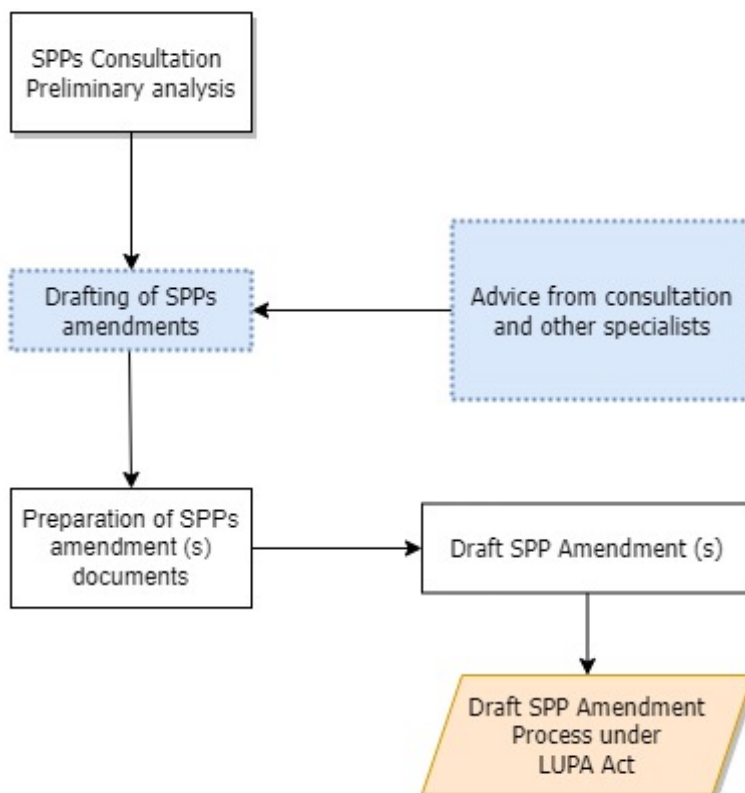 SPPs Consultation
Preliminary analysis
Drafting of SPPs
amendments
Advice from consultation
and other specialists
Preparation of SPPs
amendment (s)
documents
Draft SPP Amendment (s)
Draft SPP Amendment
Process under
LUPA Act